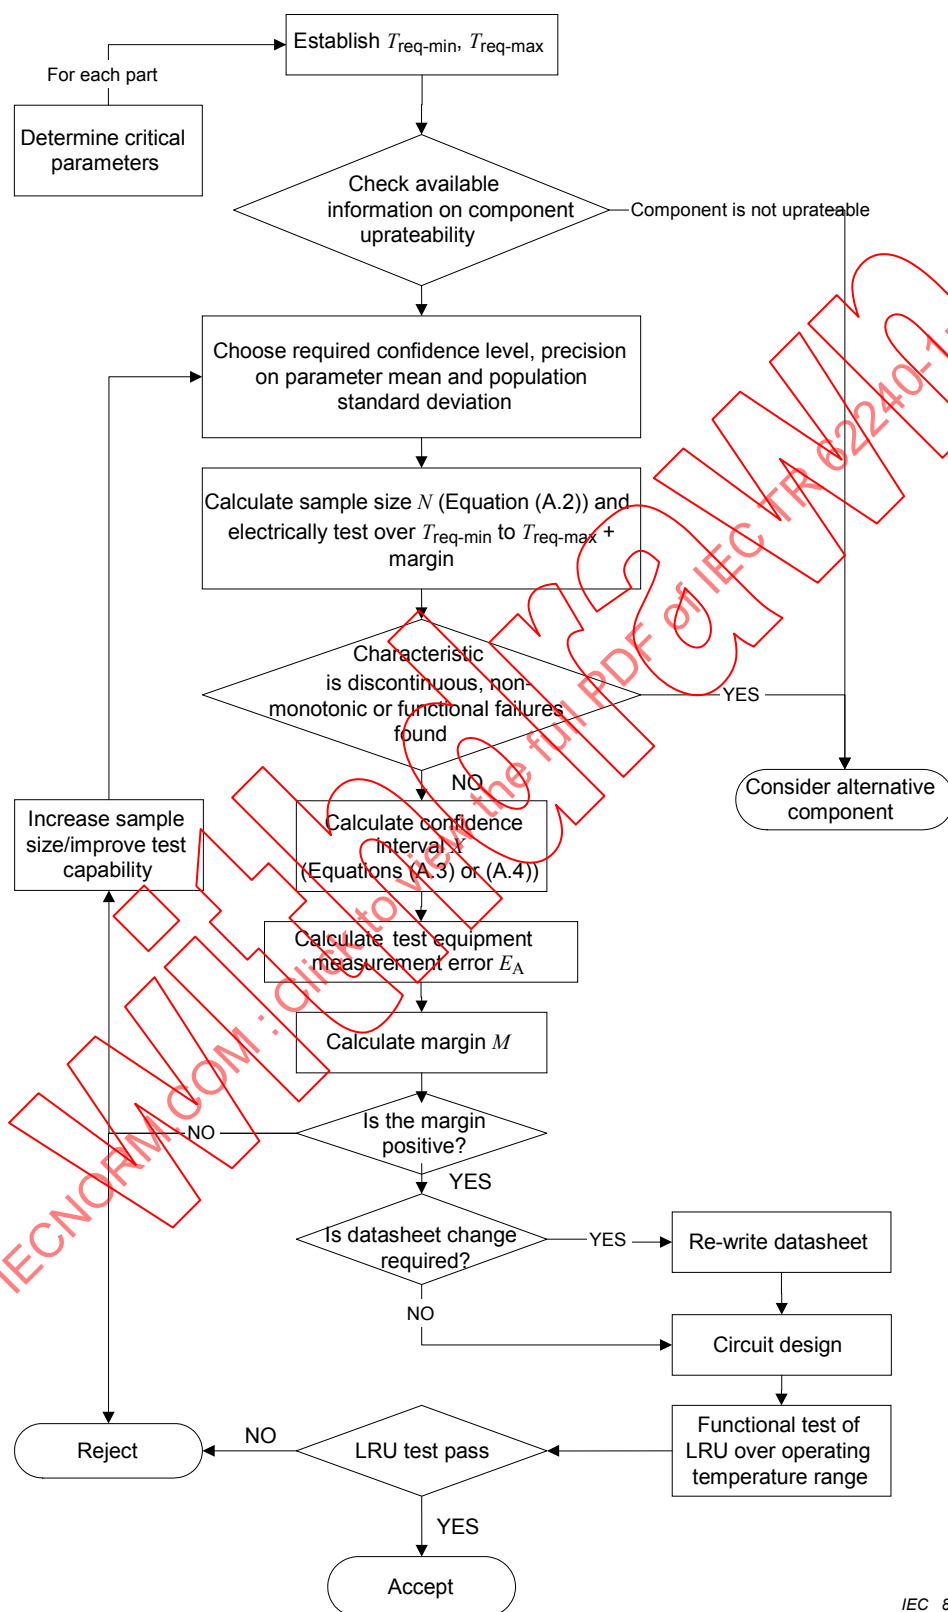 Establish Treq-min, Treq-max
For each part
Determine critical
parameters
Check available
information on component
uprateability
Component is not uprateable
Choose required confidence level, precision
on parameter mean and population
standard deviation
Calculate sample size N (Equation (A.2)) and
electrically test over Treq-min to Treq-max +
margin
Characteristic
is discontinuous, non-
monotonic or functional failures
found
YES
NO
Consider alternative
component
Increase sample
size/improve test
capability
Calculate confidence
interval
(Equations (A.3) or (A.4))
Calculate test equipment
measurement error EA
Calculate margin M
Is the margin
positive?
NO
YES
Is datasheet change
required?
YES
Re-write datasheet
NO
Circuit design
Functional test of
LRU over operating
temperature range
LRU test pass
NO
Reject
YES
Accept
IEC
IECNORM.COM : Click to view the full PDF of IEC TR 62240-1
Withdrawn